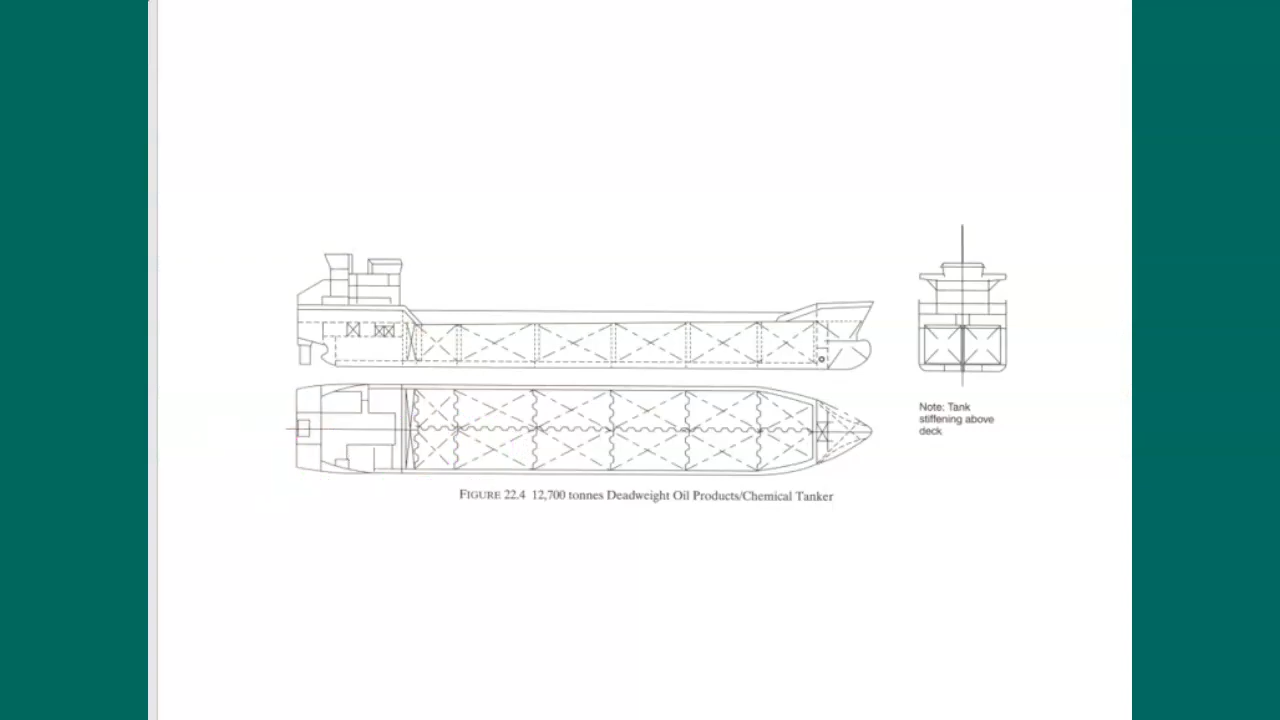 Note: Tank
stiffening above
deck
FIGURE 22.4 12,700 tonnes Deadweight Oil Products/Chemical Tanker